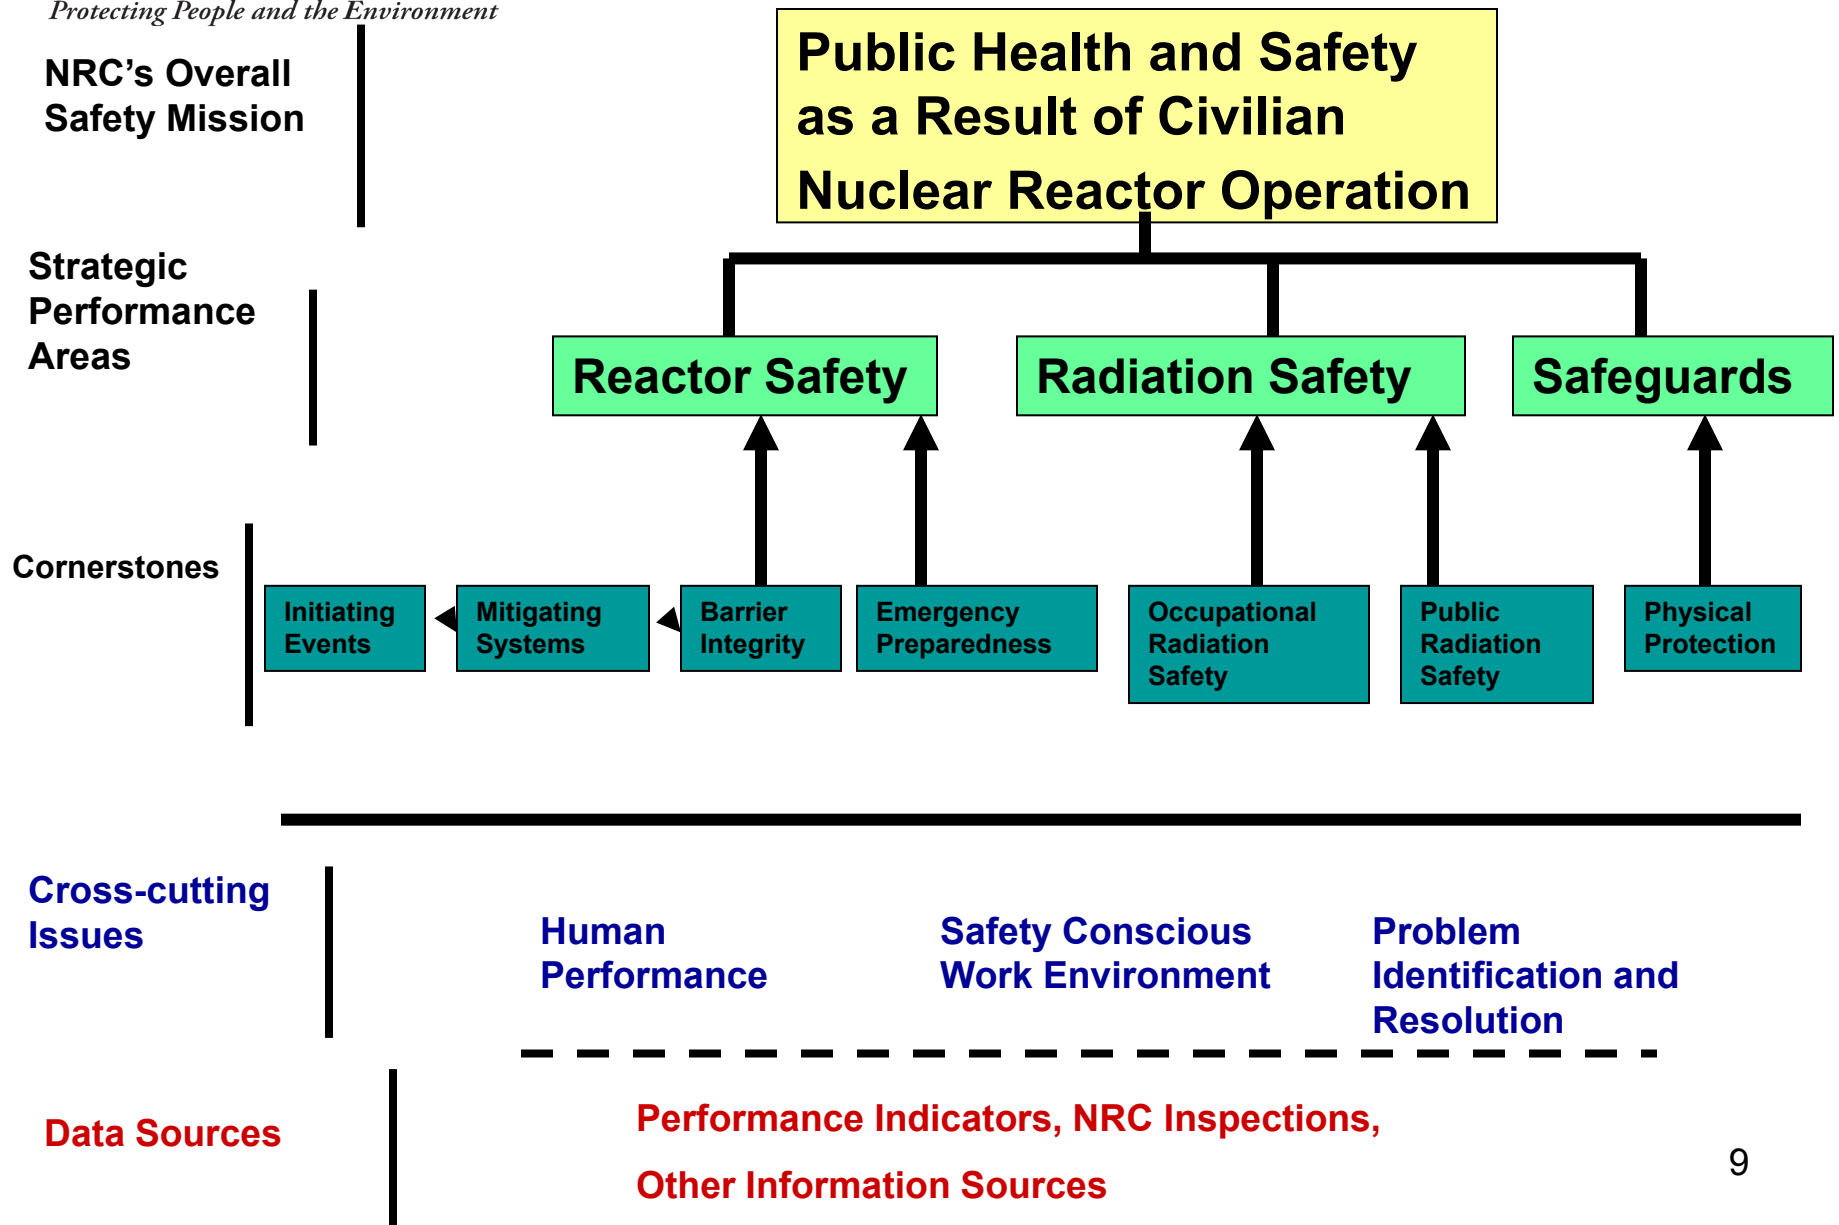 Protecting People and the Environment
NRC’s Overall
Safety Mission
Public Health and Safety
as a Result of Civilian
Nuclear Reactor Operation
Strategic
Performance
Areas
Reactor Safety
Radiation Safety
Safeguards
Cornerstones
Initiating
Events
Mitigating
Systems
Barrier
Integrity
Emergency
Preparedness
Occupational
Radiation
Safety
Public
Radiation
Safety
Physical
Protection
Cross-cutting
Issues
Human
Performance
Safety Conscious
Work Environment
Problem
Identification and
Resolution
Data Sources
Performance Indicators, NRC Inspections,
Other Information Sources
9